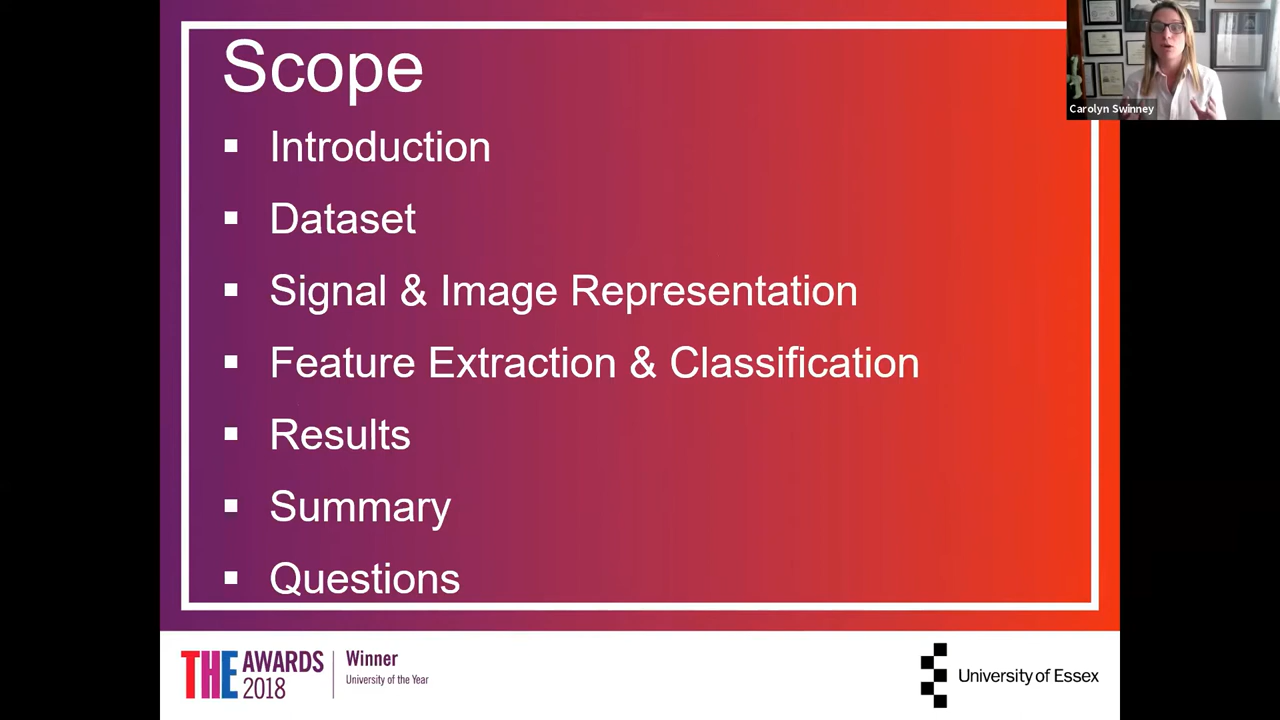 Scope
Introduction
Dataset
Signal & Image Representation
Feature Extraction & Classification
Results
Summary
Questions
Carolyn Swinney
THE AWARDS 2018
Winner
University of the Year
University of Essex